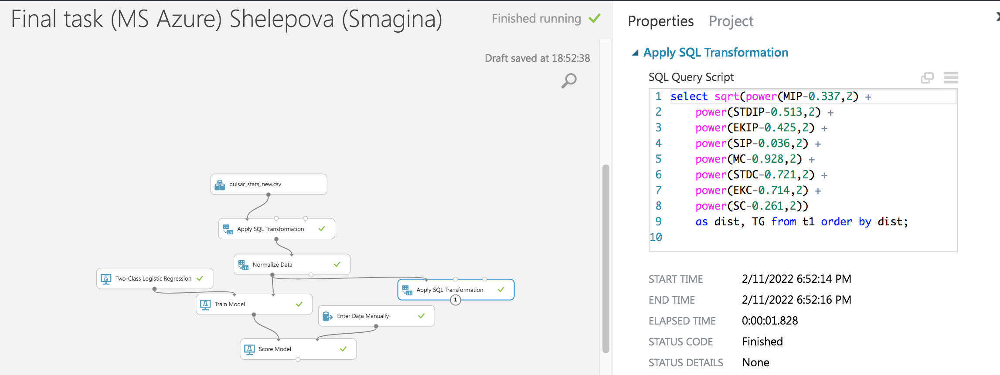 Final task (MS Azure) Shelepova (Smagina)
Finished running
Draft saved at 18:52:38
pulsar_stars_new.csv
Apply SQL Transformation
Normalize Data
Two-Class Logistic Regression
Apply SQL Transformation
1
Train Model
Enter Data Manually
Score Model
Properties Project
Apply SQL Transformation
SQL Query Script
1 select sqrt(power(MIP-0.337,2) +
2 power(STDIP-0.513,2) +
3 power(EKIP-0.425,2) +
4 power(SIP-0.036,2) +
5 power(MC-0.928,2) +
6 power(STDC-0.721,2) +
7 power(EKC-0.714,2) +
8 power(SC-0.261,2))
9 as dist, TG from t1 order by dist;
10
START TIME 2/11/2022 6:52:14 PM
END TIME 2/11/2022 6:52:16 PM
ELAPSED TIME 0:00:01.828
STATUS CODE Finished
STATUS DETAILS None